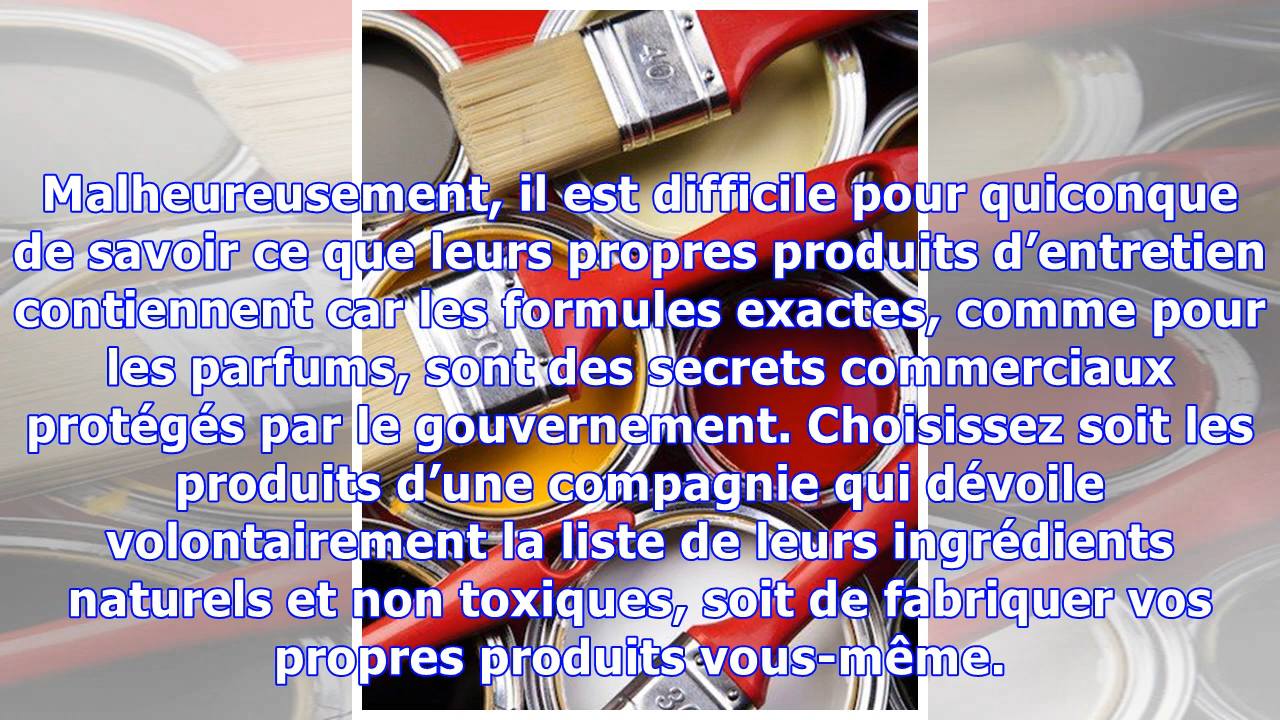 40
Malheureusement, il est difficile pour quiconque
de savoir ce que leurs propres produits d’entretien
contiennent car les formules exactes, comme pour
les parfums, sont des secrets commerciaux
protégés par le gouvernement. Choisissez soit les
produits d’une compagnie qui dévoile
volontairement la liste de leurs ingrédients
naturels et non toxiques, soit de fabriquer vos
propres produits vous-même.